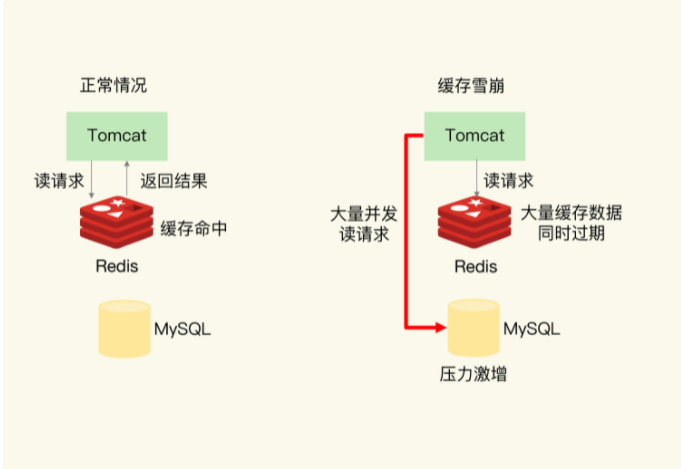 正常情况
Tomcat
读请求
返回结果
缓存命中
Redis
MySQL
缓存雪崩
Tomcat
读请求
大量并发
读请求
大量缓存数据
同时过期
Redis
MySQL
压力激增